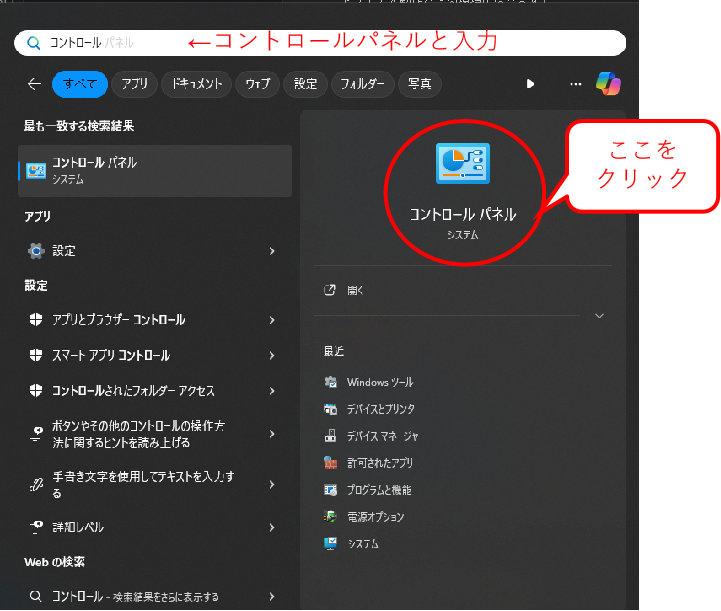 コントロール パネル
←コントロールパネルと入力
すべて
アプリ
ドキュメント
ウェブ
設定
フォルダー
写真
最も一致する検索結果
コントロール パネル
システム
アプリ
設定
設定
アプリとブラウザー コントロール
スマート アプリ コントロール
コントロールされたフォルダー アクセス
ボタンやその他のコントロールの操作方
法に関するヒントを読み上げる
手書き文字を使用してテキストを入力す
る
詳細レベル
Web の検索
コントロール - 検索結果をさらに表示する
コントロール パネル
システム
ここを
クリック
開く
最近
Windows ツール
デバイスとプリンター
デバイス マネージャー
許可されたアプリ
プログラムと機能
電源オプション
システム